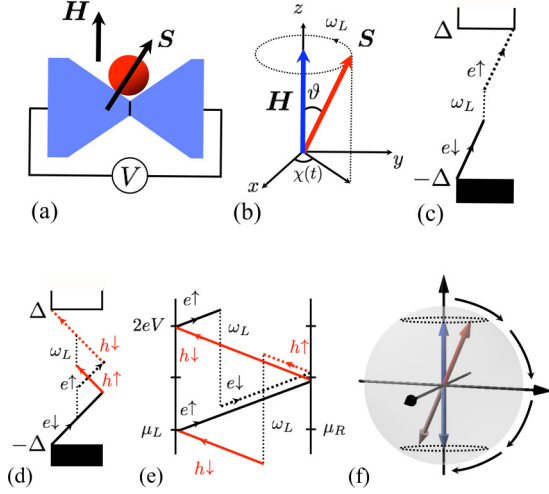 H
S
V
(a)
z
ω_L
S
H
ϑ
y
x
χ(t)
(b)
Δ
e↑
ω_L
e↓
−Δ
(c)
Δ
h↓
ω_L
e↑
h↑
e↓
−Δ
(d)
2eV
e↑
ω_L
h↓
h↑
e↓
e↑
μ_L
ω_L
μ_R
h↓
(e)
(f)